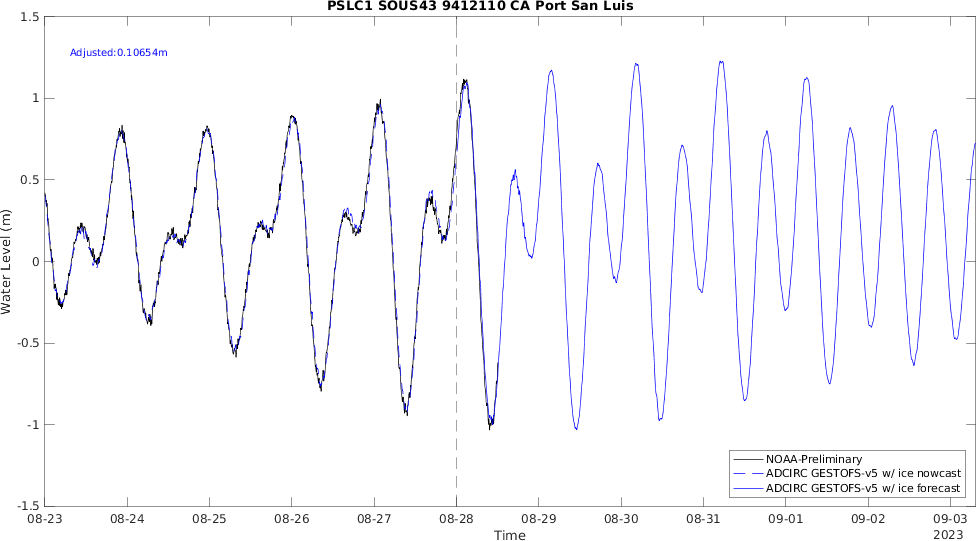 PSLC1 SOUS43 9412110 CA Port San Luis
1.5
Adjusted:0.10654m
1
0.5
0
-0.5
-1
-1.5
Water Level (m)
NOAA-Preliminary
ADCIRC GESTOFS-v5 w/ ice nowcast
ADCIRC GESTOFS-v5 w/ ice forecast
08-23 08-24 08-25 08-26 08-27 08-28 08-29 08-30 08-31 09-01 09-02 09-03
Time 2023